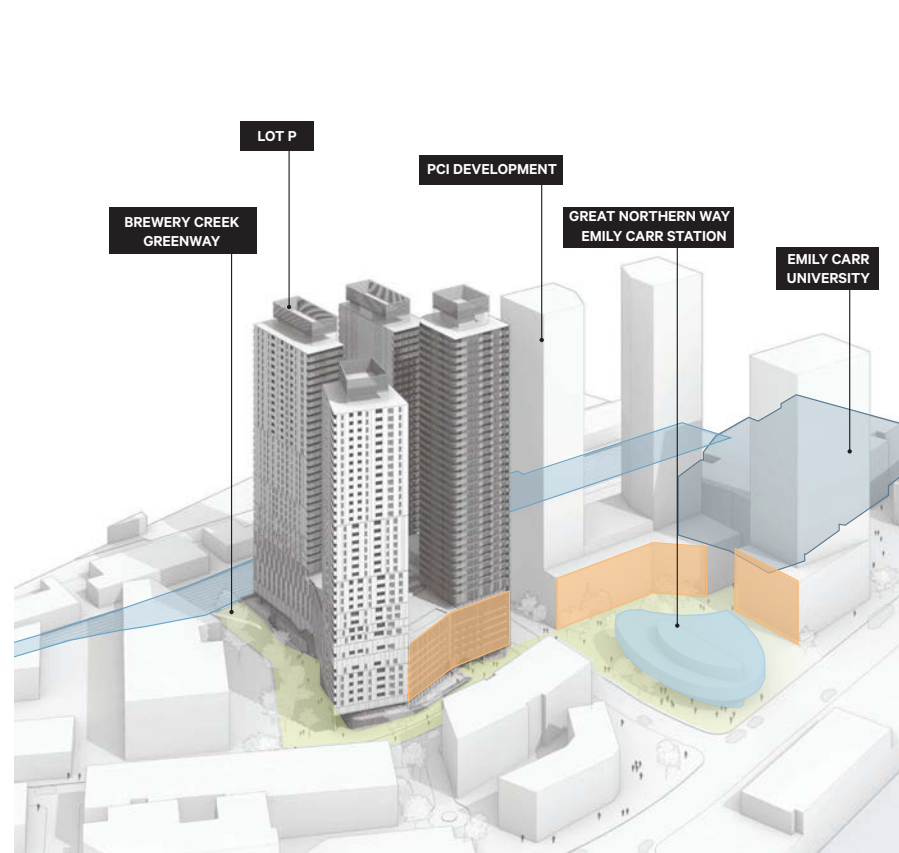 LOT P
PCI DEVELOPMENT
BREWERY CREEK
GREENWAY
GREAT NORTHERN WAY
EMILY CARR STATION
EMILY CARR
UNIVERSITY